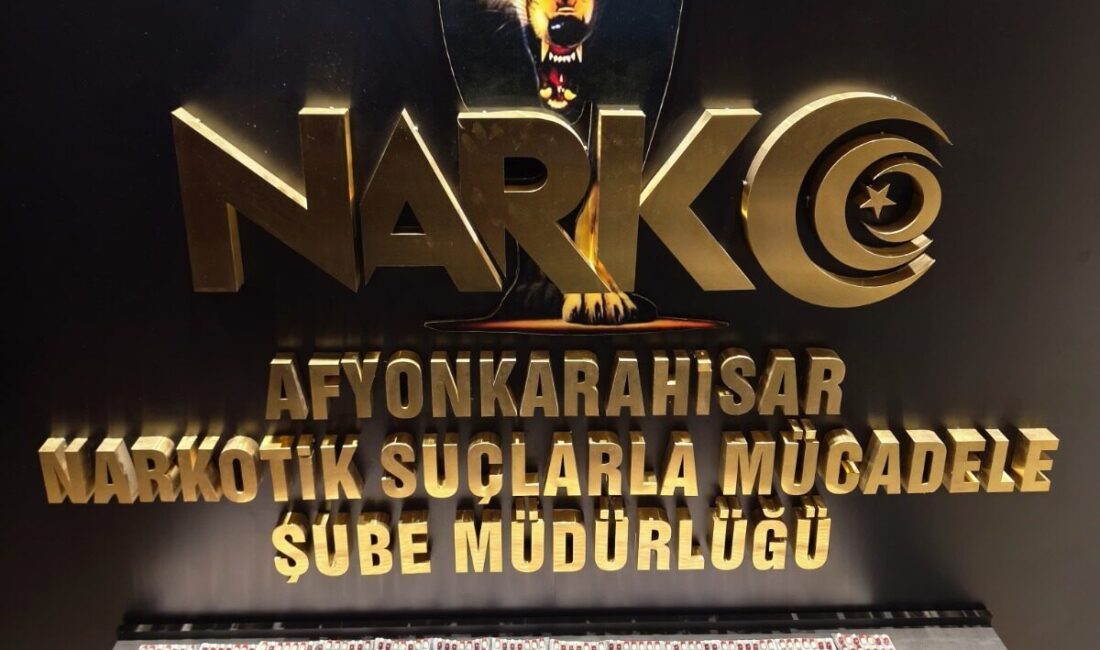 NARKO
AFYONKARAHİSAR
NARKOTİK SUÇLARLA MÜCADELE
ŞUBE MÜDÜRLÜĞÜ